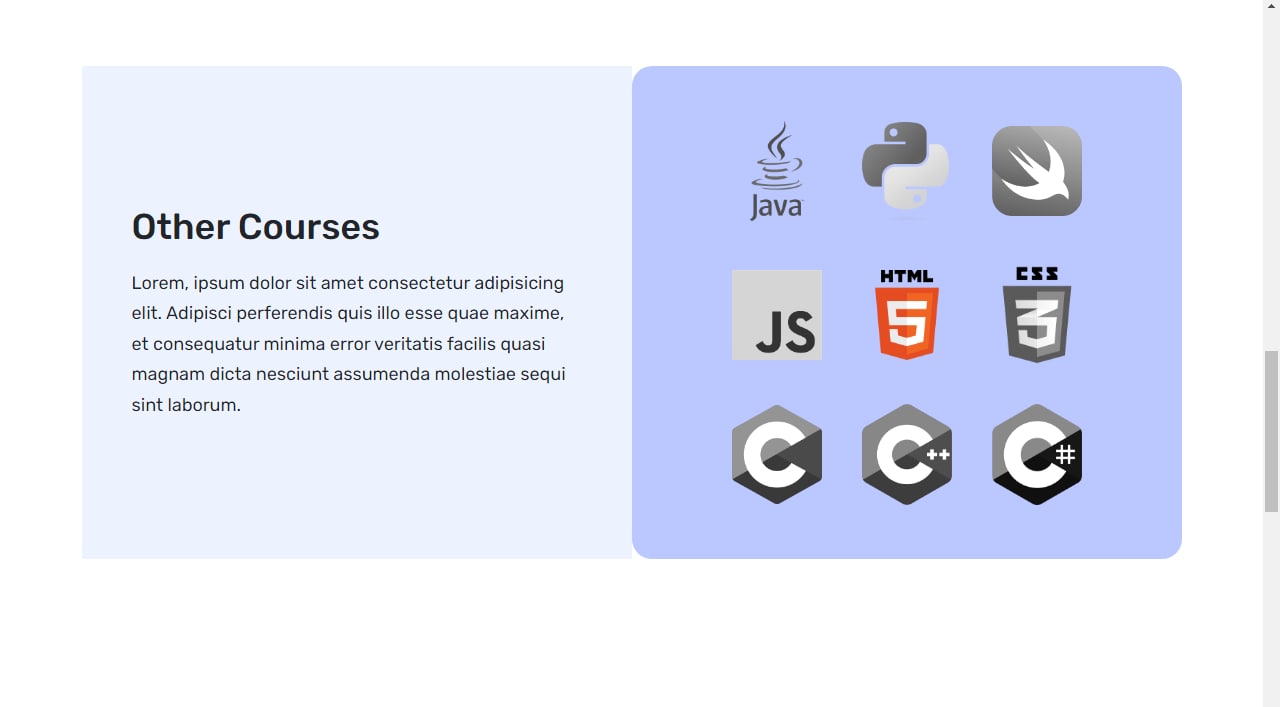 Other Courses
Lorem, ipsum dolor sit amet consectetur adipisicing
elit. Adipisci perferendis quis illo esse quae maxime,
et consequatur minima error veritatis facilis quasi
magnam dicta nesciunt assumenda molestiae sequi
sint laborum.
Java
JS
HTML
5
CSS
3
C
C++
C#